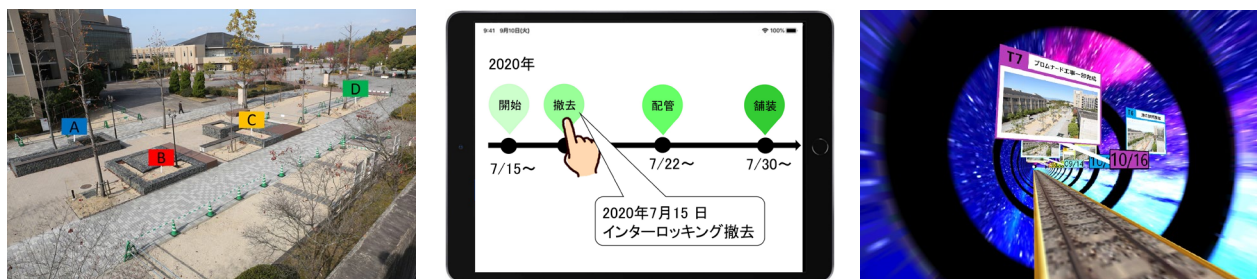 A
B
C
D
9:41 9月10日(火)
100%
2020年
開始
撤去
配管
舗装
7/15〜
7/22〜
7/30〜
2020年7月15 日
インターロッキング撤去
T7
プロムナード工事一部完成
09/14
10/16